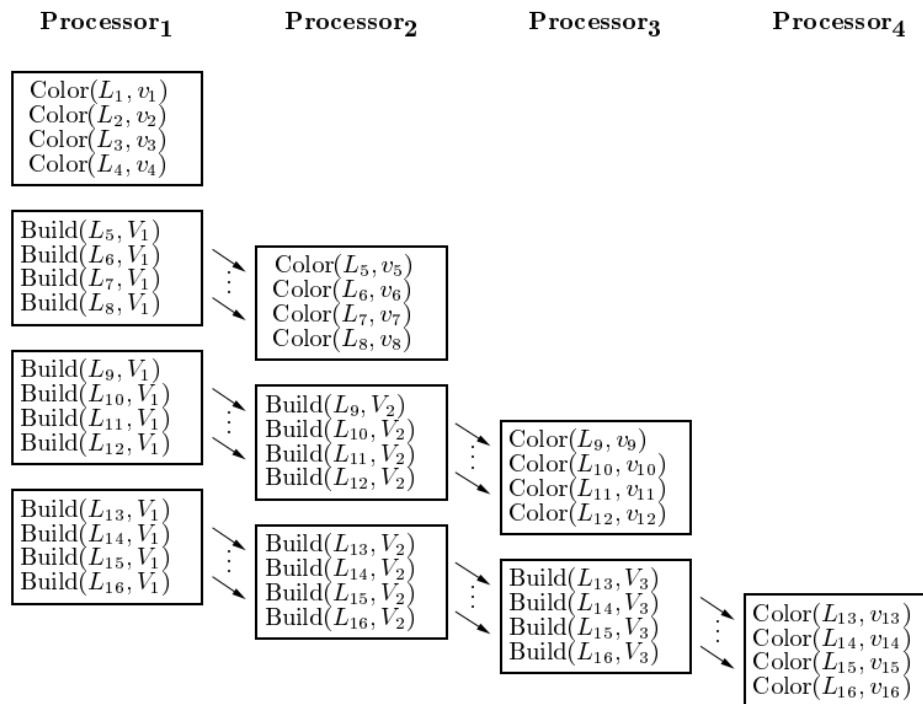 Processor₁ Processor₂ Processor₃ Processor₄
Color(L₁, v₁)
Color(L₂, v₂)
Color(L₃, v₃)
Color(L₄, v₄)
Build(L₅, V₁)
Build(L₆, V₁)
Build(L₇, V₁)
Build(L₈, V₁)
Color(L₅, v₅)
Color(L₆, v₆)
Color(L₇, v₇)
Color(L₈, v₈)
Build(L₉, V₁)
Build(L₁₀, V₁)
Build(L₁₁, V₁)
Build(L₁₂, V₁)
Build(L₉, V₂)
Build(L₁₀, V₂)
Build(L₁₁, V₂)
Build(L₁₂, V₂)
Color(L₉, v₉)
Color(L₁₀, v₁₀)
Color(L₁₁, v₁₁)
Color(L₁₂, v₁₂)
Build(L₁₃, V₁)
Build(L₁₄, V₁)
Build(L₁₅, V₁)
Build(L₁₆, V₁)
Build(L₁₃, V₂)
Build(L₁₄, V₂)
Build(L₁₅, V₂)
Build(L₁₆, V₂)
Build(L₁₃, V₃)
Build(L₁₄, V₃)
Build(L₁₅, V₃)
Build(L₁₆, V₃)
Color(L₁₃, v₁₃)
Color(L₁₄, v₁₄)
Color(L₁₅, v₁₅)
Color(L₁₆, v₁₆)